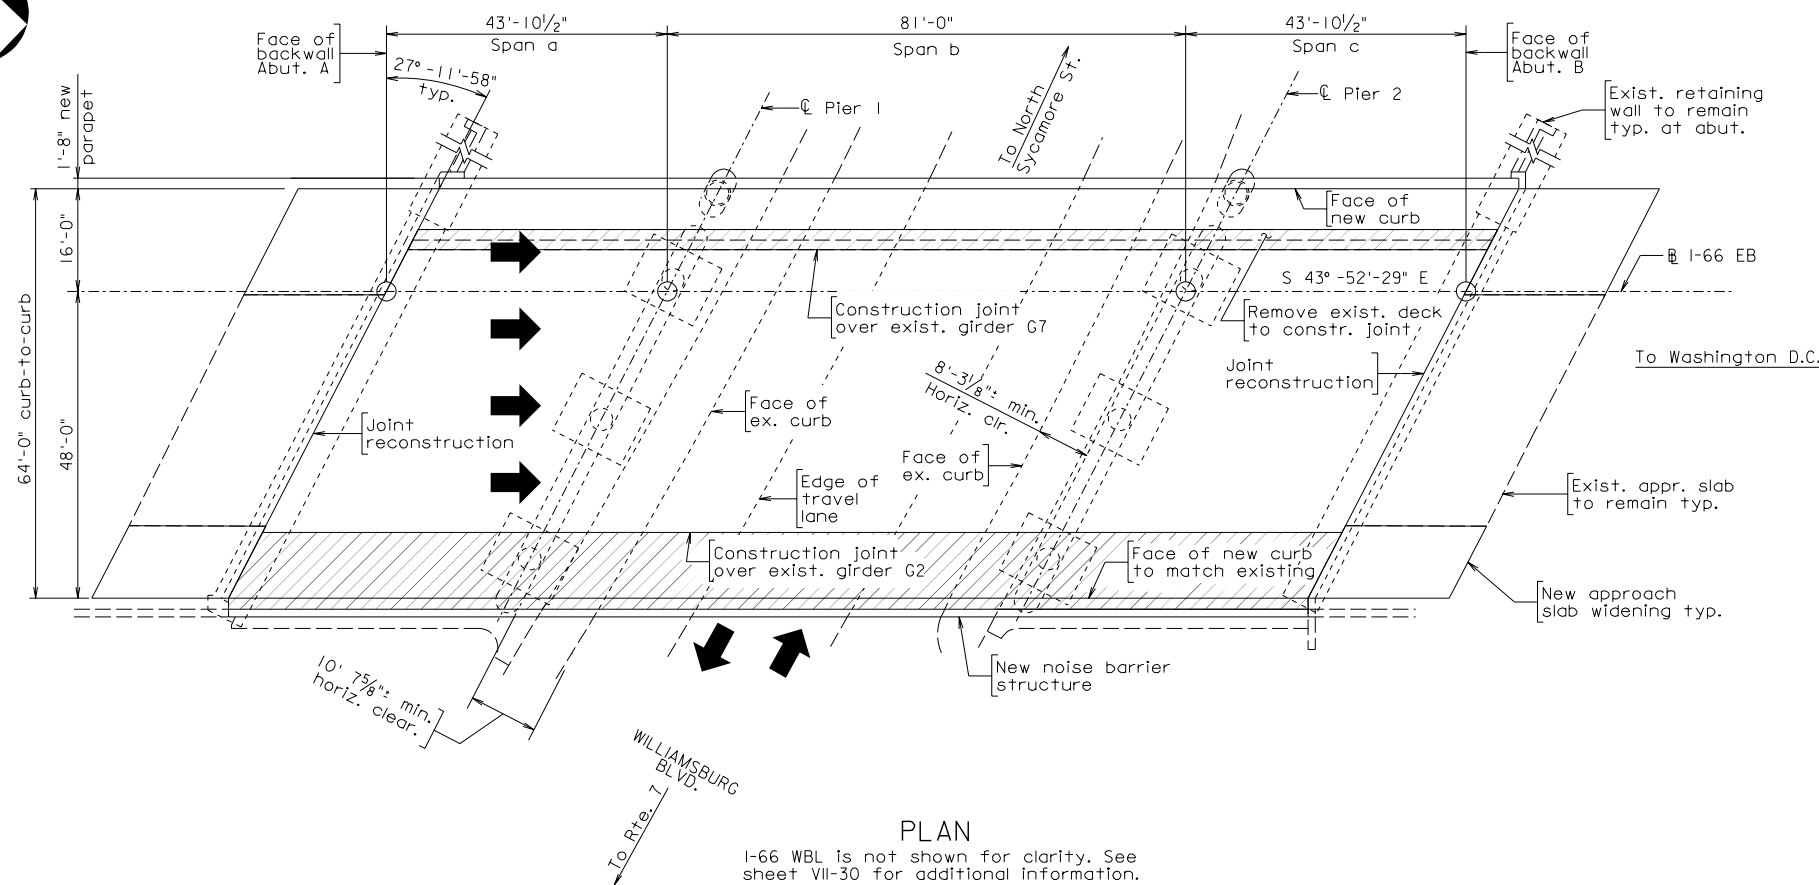 43'-10½"
81'-0"
43'-10½"
Span a
Span b
Span c
Face of
backwall
Abut. A
27°-11'-58"
typ.
Face of
backwall
Abut. B
1'-8" new
parapet
℄ Pier 1
To North
Sycamore St.
℄ Pier 2
Exist. retaining
wall to remain
typ. at abut.
Face of
new curb
16'-0"
64'-0" curb-to-curb
48'-0"
S 43°-52'-29" E
I-66 EB
Construction joint
over exist. girder G7
Remove exist. deck
to constr. joint
To Washington D.C.
Joint
reconstruction
8'-3⅛"± min.
Horiz. clr.
Face of
ex. curb
Joint
reconstruction
Face of
ex. curb
Edge of
travel
lane
Exist. appr. slab
to remain typ.
Construction joint
over exist. girder G2
Face of new curb
to match existing
New approach
slab widening typ.
10' 7⅝"± min.
horiz. clear.
New noise barrier
structure
WILLIAMSBURG
BLVD.
To Rte. 7
PLAN
I-66 WBL is not shown for clarity. See
sheet VII-30 for additional information.